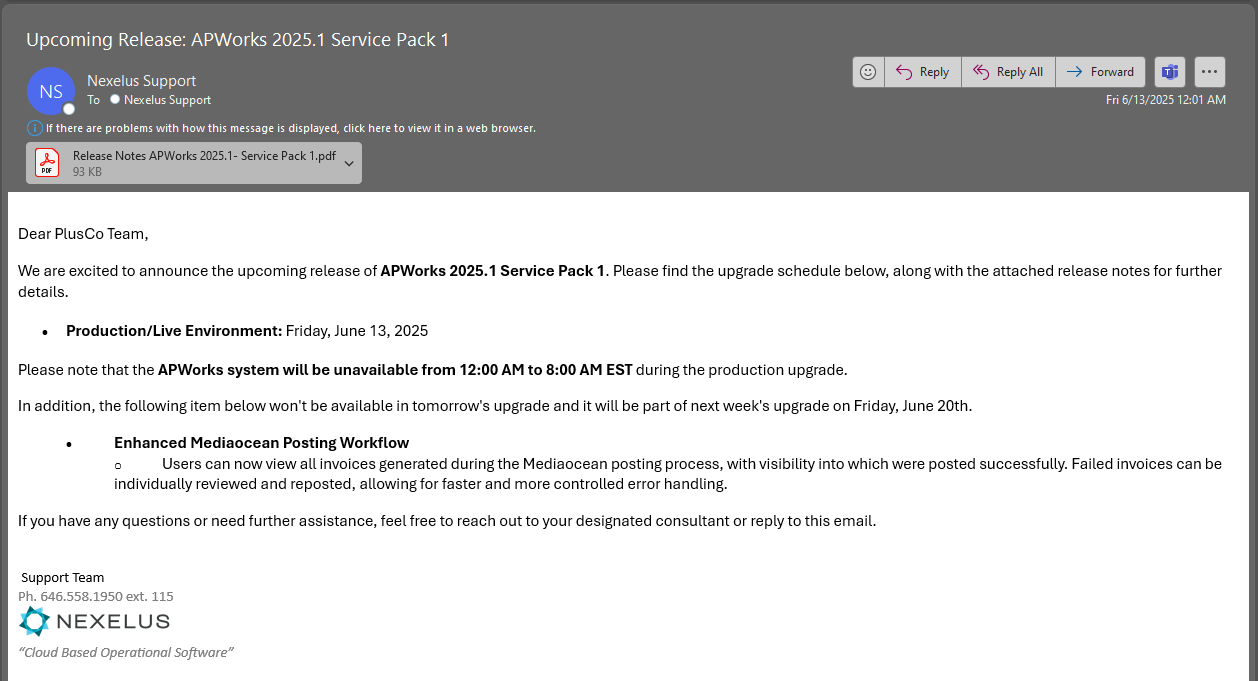 Upcoming Release: APWorks 2025.1 Service Pack 1
NS
Nexelus Support
To Nexelus Support
Reply
Reply All
Forward
Fri 6/13/2025 12:01 AM
If there are problems with how this message is displayed, click here to view it in a web browser.
PDF
Release Notes APWorks 2025.1- Service Pack 1.pdf
93 KB
Dear PlusCo Team,
We are excited to announce the upcoming release of APWorks 2025.1 Service Pack 1. Please find the upgrade schedule below, along with the attached release notes for further
details.
• Production/Live Environment: Friday, June 13, 2025
Please note that the APWorks system will be unavailable from 12:00 AM to 8:00 AM EST during the production upgrade.
In addition, the following item below won't be available in tomorrow's upgrade and it will be part of next week's upgrade on Friday, June 20th.
• Enhanced Mediaocean Posting Workflow
o Users can now view all invoices generated during the Mediaocean posting process, with visibility into which were posted successfully. Failed invoices can be
individually reviewed and reposted, allowing for faster and more controlled error handling.
If you have any questions or need further assistance, feel free to reach out to your designated consultant or reply to this email.
Support Team
Ph. 646.558.1950 ext. 115
NEXELUS
“Cloud Based Operational Software”